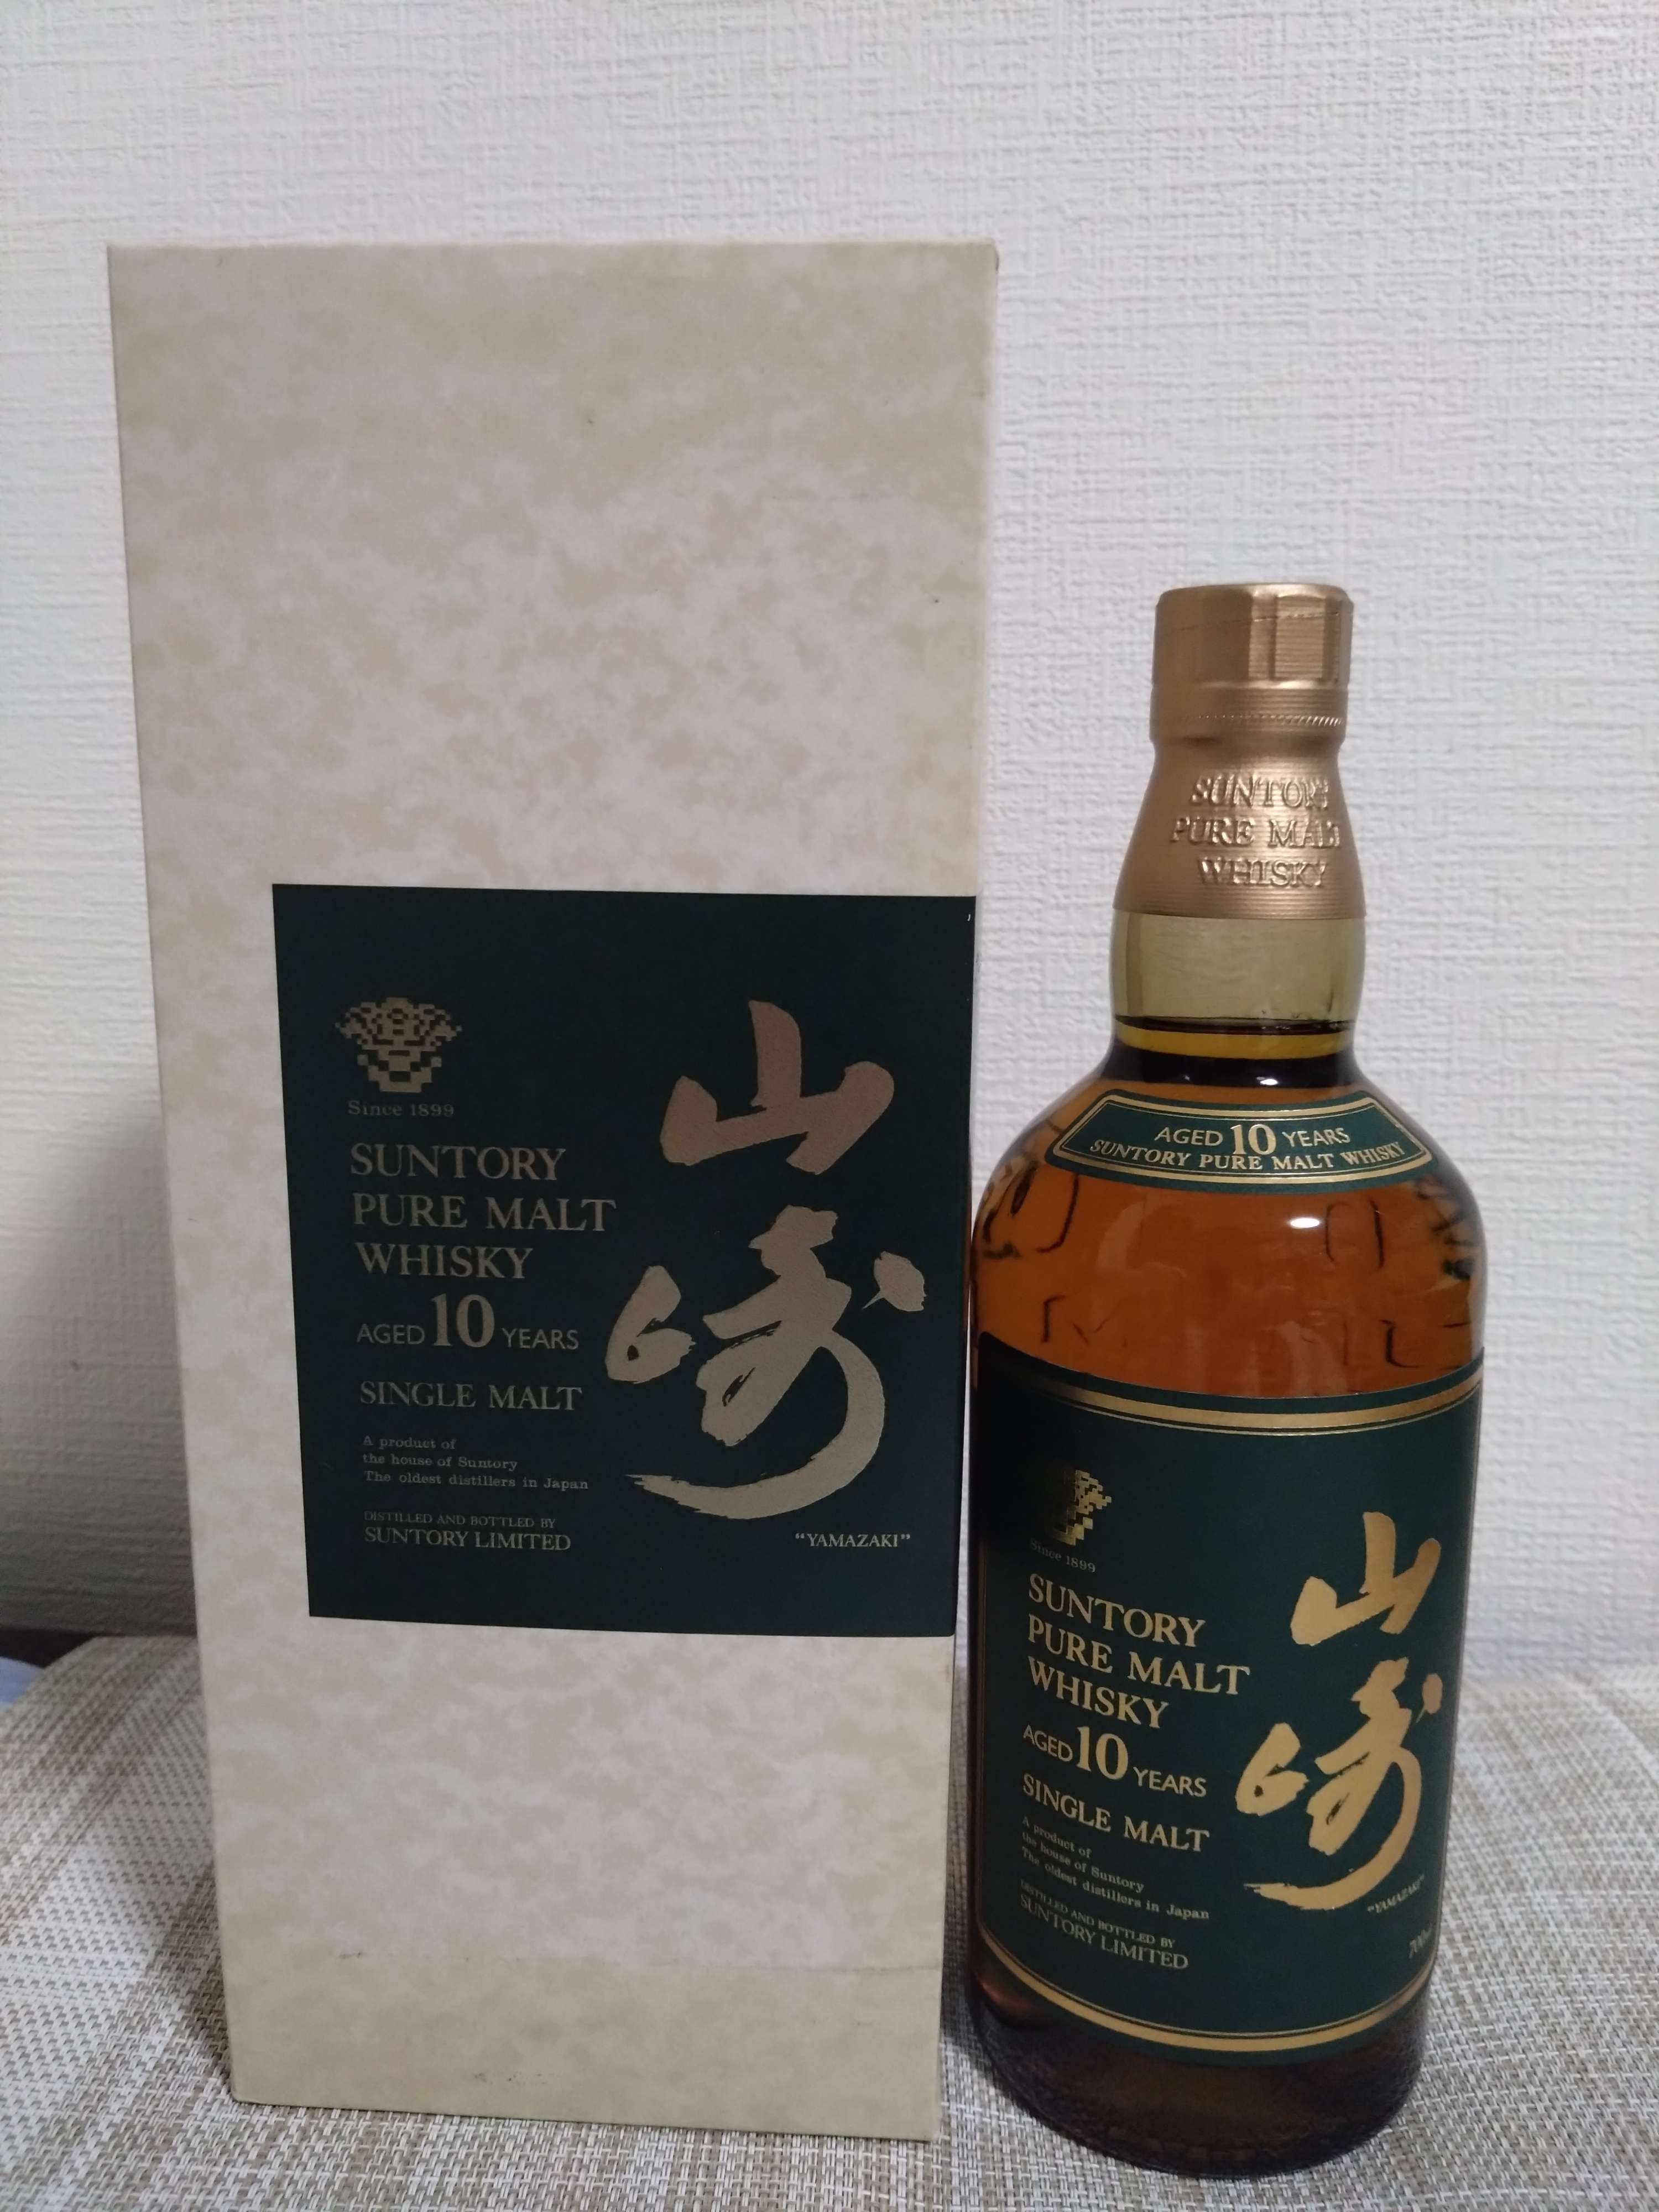 Since 1899
SUNTORY
PURE MALT
WHISKY
AGED 10 YEARS
SINGLE MALT
A product of
the house of Suntory
The oldest distillers in Japan
DISTILLED AND BOTTLED BY
SUNTORY LIMITED
山崎
“YAMAZAKI”
SUNTORY
PURE MALT
WHISKY
AGED 10 YEARS
SUNTORY PURE MALT WHISKY
Since 1899
SUNTORY
PURE MALT
WHISKY
AGED 10 YEARS
SINGLE MALT
A product of
the house of Suntory
The oldest distillers in Japan
DISTILLED AND BOTTLED BY
SUNTORY LIMITED
山崎
“YAMAZAKI”